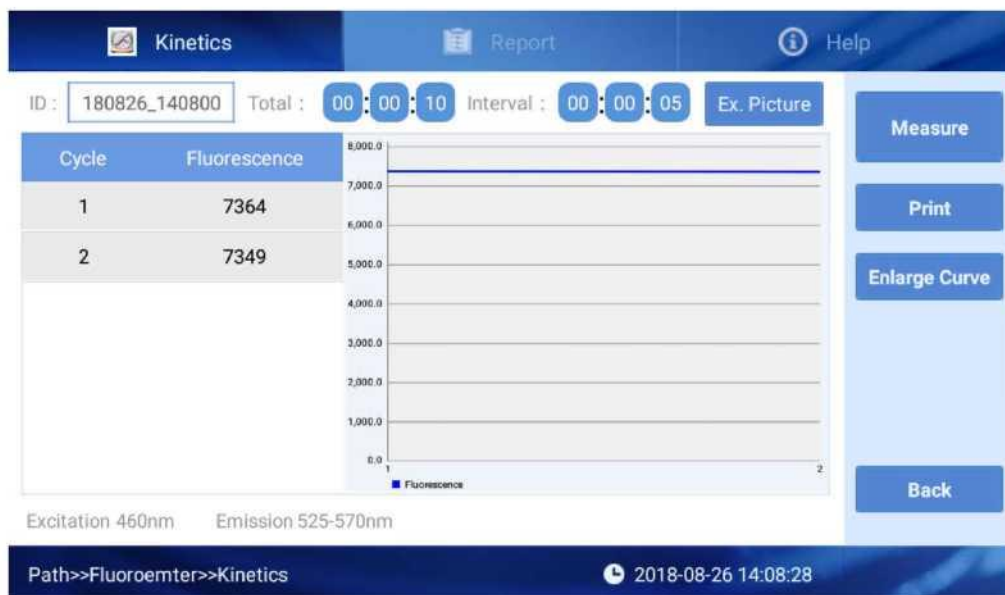 Kinetics Report Help
ID : 180826_140800 Total : 00 : 00 : 10 Interval : 00 : 00 : 05 Ex. Picture
Measure
Cycle Fluorescence
1 7364
2 7349
8,000.0
7,000.0
6,000.0
5,000.0
4,000.0
3,000.0
2,000.0
1,000.0
0.0
1 2
Fluorescence
Print
Enlarge Curve
Back
Excitation 460nm Emission 525-570nm
Path>>Fluoroemter>>Kinetics 2018-08-26 14:08:28